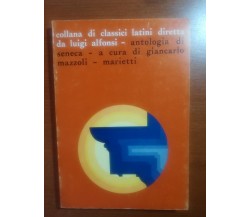 collana di classici latini diretta
da luigi alfonsi - antologia di
seneca - a cura di giancarlo
mazzoli - marietti